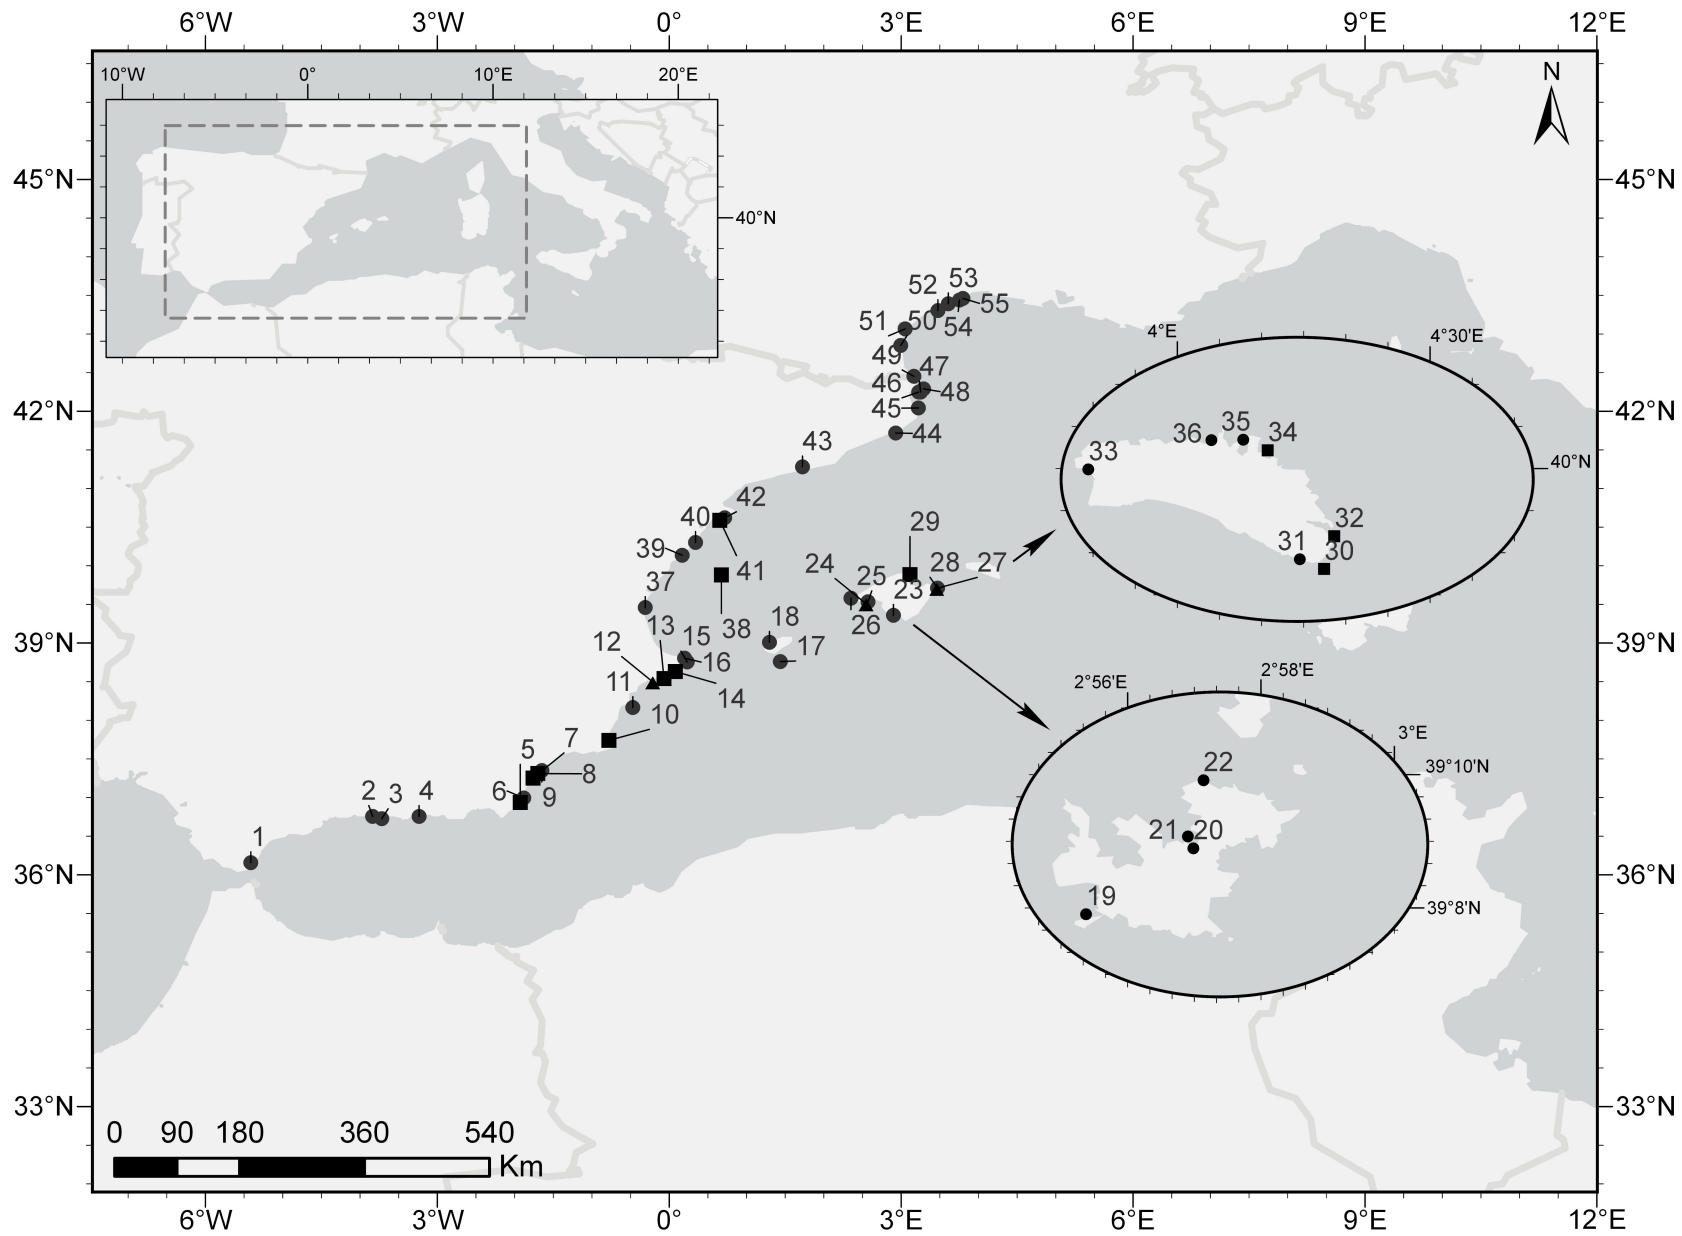 6°W 3°W 0° 3°E 6°E 9°E 12°E
10°W 0° 10°E 20°E
N
45°N 45°N
40°N
53
52
55
51 50 54
4°E 4°30'E
49 47
46 48
42°N 45 42°N
44
43 36 35 34
33 40°N
42
40 29 32
39 31 30
41 24 25 28 27
37 23
13 38 18 26
39°N 12 15 17 39°N
16
11 14 2°56'E 2°58'E
10
5 7 3°E
22 39°10'N
8
2 3 4 6 9
1 21 20
36°N 36°N
19 39°8'N
33°N 33°N
0 90 180 360 540
Km
6°W 3°W 0° 3°E 6°E 9°E 12°E